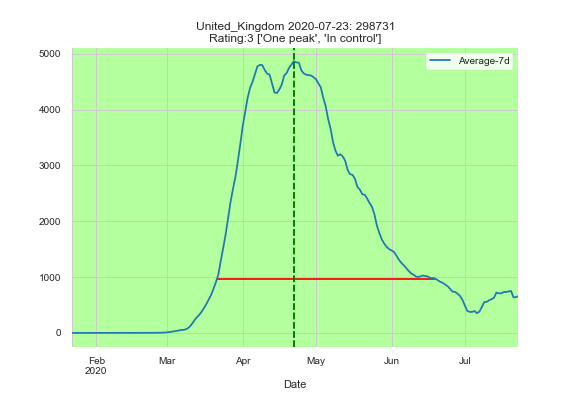 United_Kingdom 2020-07-23: 298731
Rating:3 ['One peak', 'In control']
Average-7d
5000
4000
3000
2000
1000
0
Feb
2020
Mar
Apr
May
Jun
Jul
Date